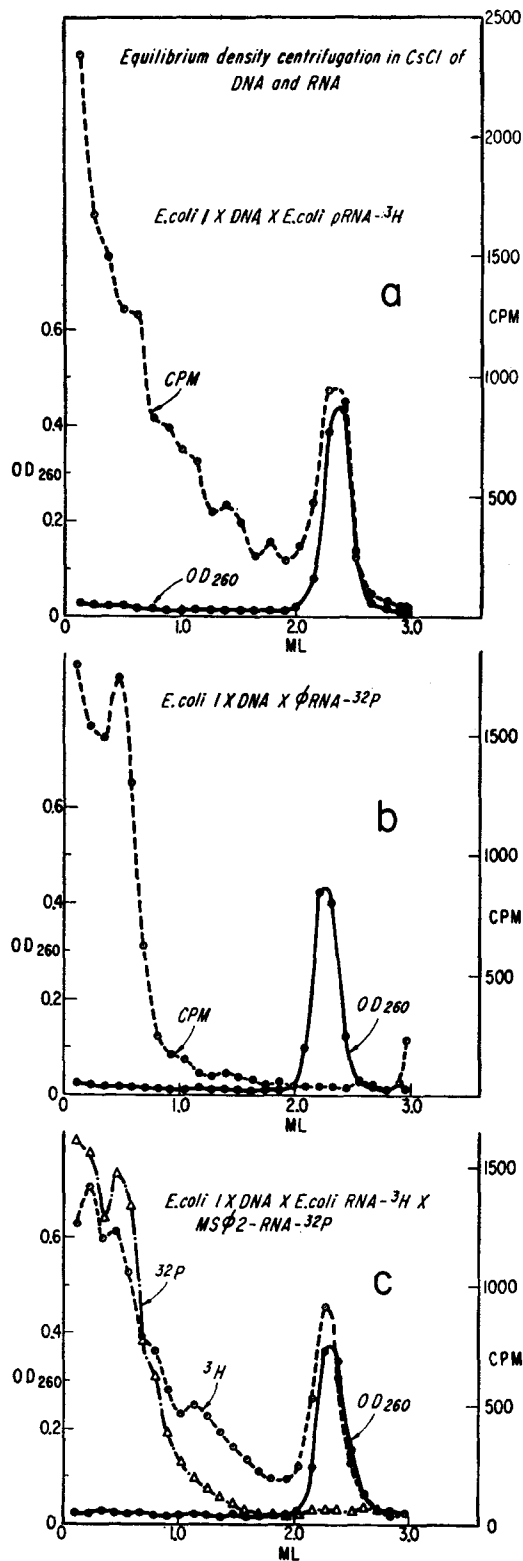 Equilibrium density centrifugation in CsCl of
DNA and RNA
E.coli 1 X DNA X E.coli pRNA-³H
a
CPM
OD260
OD260
CPM
2500
2000
1500
1000
500
0.6
0.4
0.2
0
1.0
2.0
3.0
ML
E.coli 1 X DNA X φRNA-³²P
b
CPM
OD260
OD260
CPM
1500
1000
500
0.6
0.4
0.2
0
1.0
2.0
3.0
ML
E.coli 1 X DNA X E.coli RNA-³H X
MSφ2-RNA-³²P
c
³²P
³H
OD260
OD260
CPM
1500
1000
500
0
0.6
0.4
0.2
0
0
1.0
2.0
3.0
ML